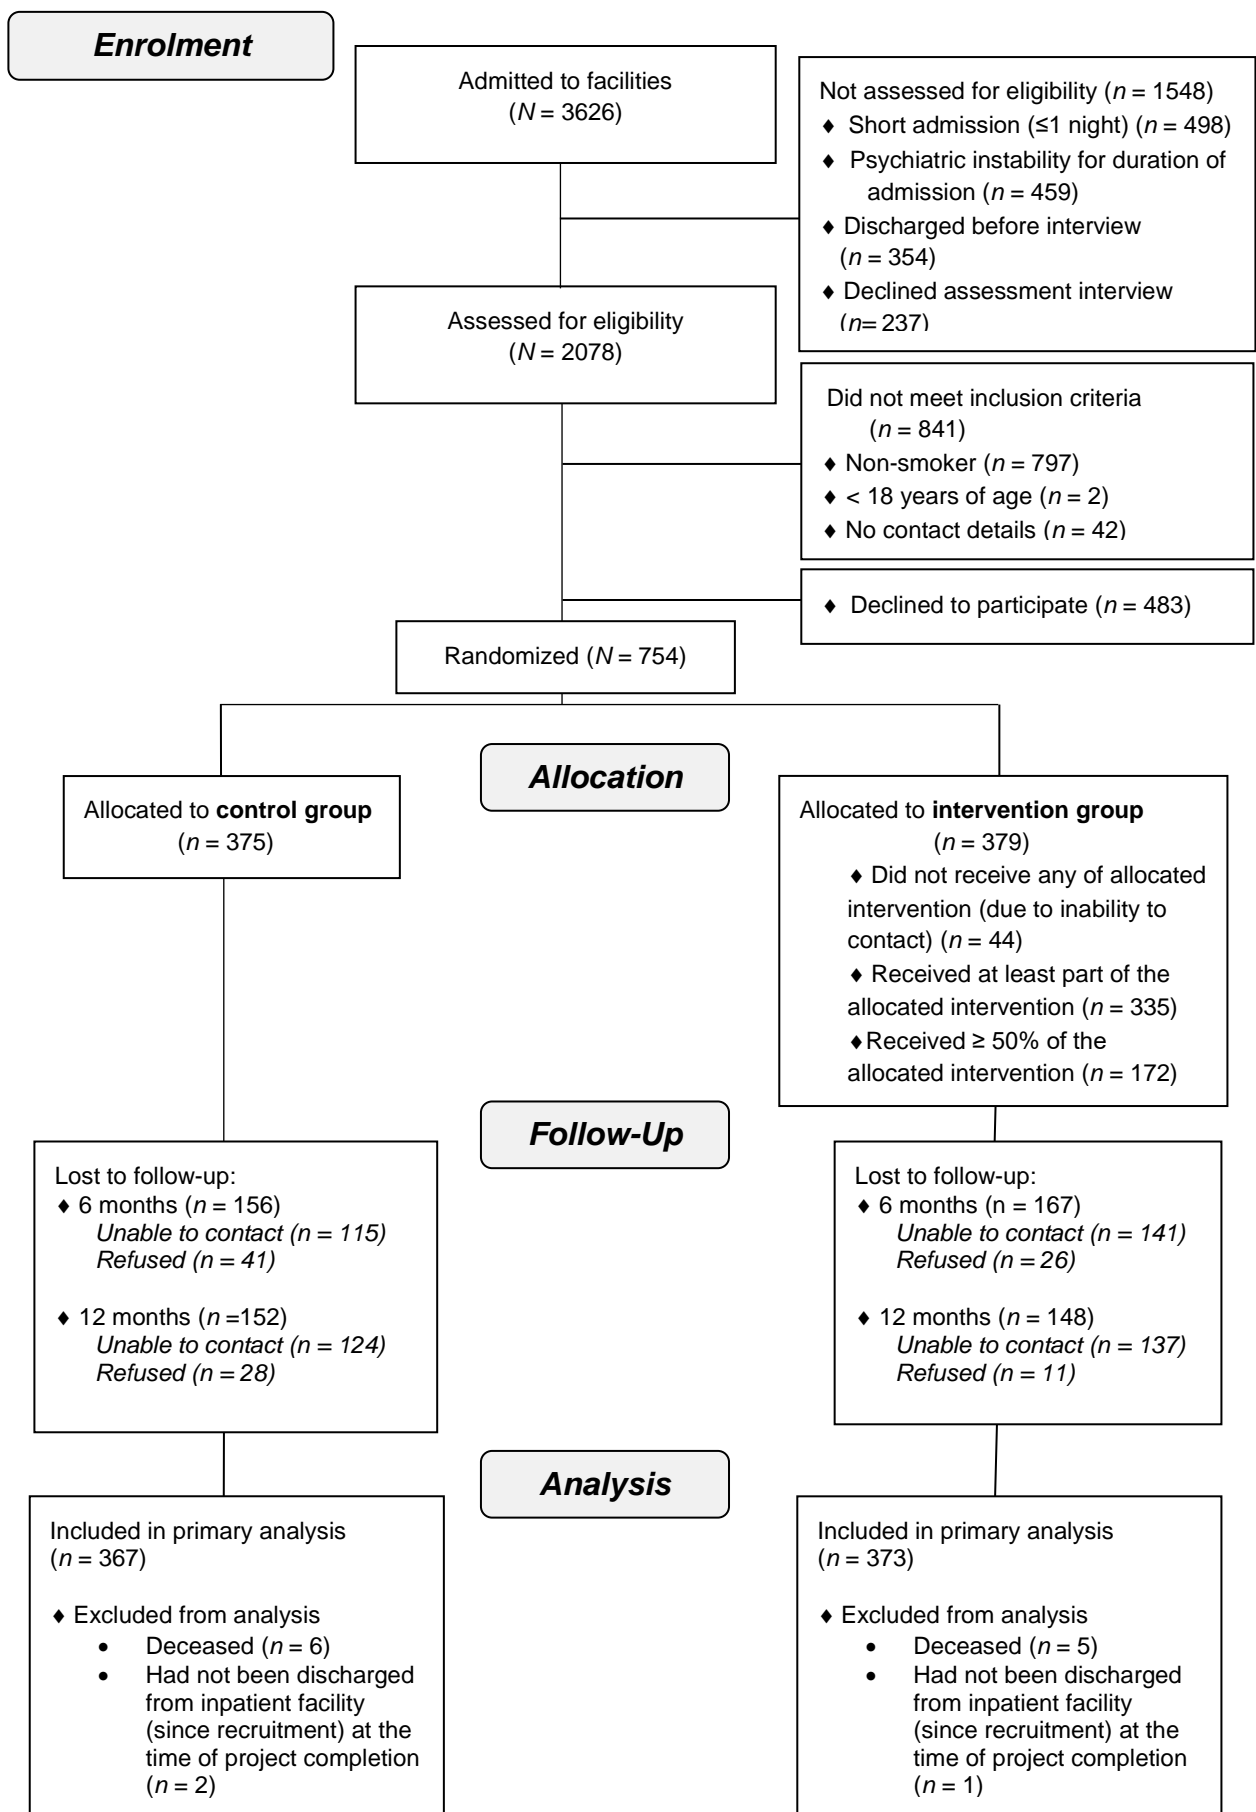 Enrolment
Admitted to facilities
(N = 3626)
Not assessed for eligibility (n = 1548)
♦ Short admission (≤1 night) (n = 498)
♦ Psychiatric instability for duration of
admission (n = 459)
♦ Discharged before interview
(n = 354)
♦ Declined assessment interview
(n= 237)
Assessed for eligibility
(N = 2078)
Did not meet inclusion criteria
(n = 841)
♦ Non-smoker (n = 797)
♦ < 18 years of age (n = 2)
♦ No contact details (n = 42)
♦ Declined to participate (n = 483)
Randomized (N = 754)
Allocation
Allocated to control group
(n = 375)
Allocated to intervention group
(n = 379)
♦ Did not receive any of allocated
intervention (due to inability to
contact) (n = 44)
♦ Received at least part of the
allocated intervention (n = 335)
♦Received ≥ 50% of the
allocated intervention (n = 172)
Follow-Up
Lost to follow-up:
♦ 6 months (n = 156)
Unable to contact (n = 115)
Refused (n = 41)
♦ 12 months (n =152)
Unable to contact (n = 124)
Refused (n = 28)
Lost to follow-up:
♦ 6 months (n = 167)
Unable to contact (n = 141)
Refused (n = 26)
♦ 12 months (n = 148)
Unable to contact (n = 137)
Refused (n = 11)
Analysis
Included in primary analysis
(n = 367)
♦ Excluded from analysis
• Deceased (n = 6)
• Had not been discharged
from inpatient facility
(since recruitment) at the
time of project completion
(n = 2)
Included in primary analysis
(n = 373)
♦ Excluded from analysis
• Deceased (n = 5)
• Had not been discharged
from inpatient facility
(since recruitment) at the
time of project completion
(n = 1)